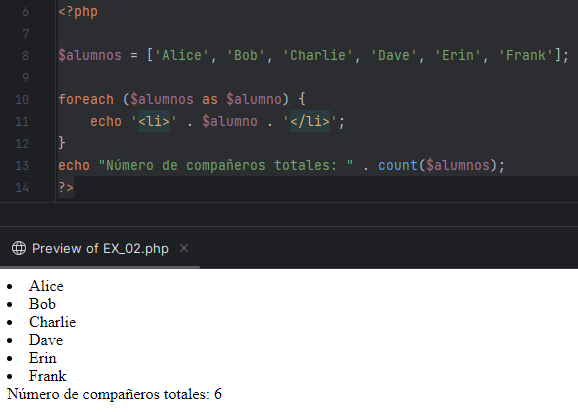 6 <?php
7
8 $alumnos = ['Alice', 'Bob', 'Charlie', 'Dave', 'Erin', 'Frank'];
9
10 foreach ($alumnos as $alumno) {
11     echo '<li>' . $alumno . '</li>';
12 }
13 echo "Número de compañeros totales: " . count($alumnos);
14 ?>
Preview of EX_02.php ×
• Alice
• Bob
• Charlie
• Dave
• Erin
• Frank
Número de compañeros totales: 6